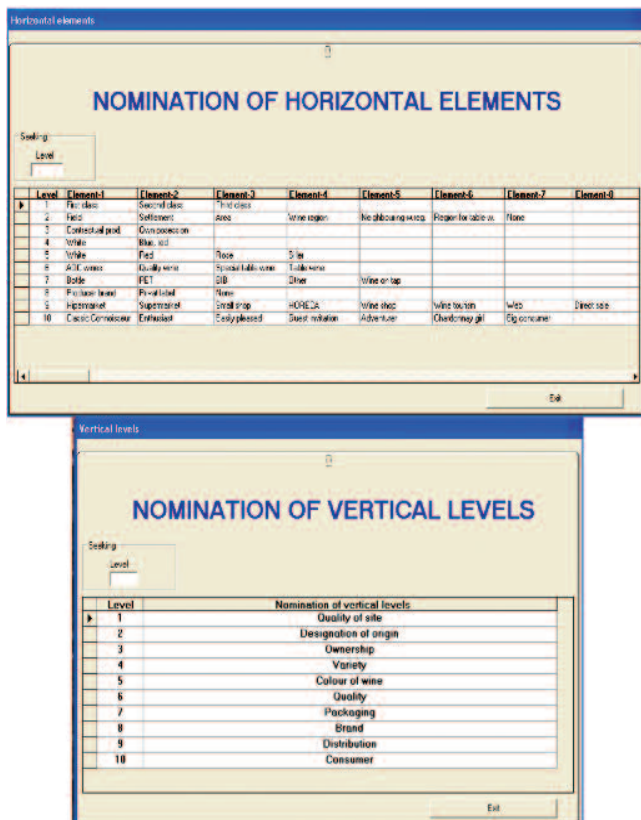 Horizontal elements
NOMINATION OF HORIZONTAL ELEMENTS
Seeking
Level
Level Element-1 Element-2 Element-3 Element-4 Element-5 Element-6 Element-7 Element-8
1 First class Second class Third class
2 Field Settlement Area Wine region Neighbouring w.reg. Region for table w. None
3 Contractual prod. Own posession
4 White Blue, red
5 White Red Rose Siller
6 wines Quality wine Special table wine Table wine
7 Bottle PET BIB Other Wine on tap
8 Producer brand label None
9 Hipermarket Supermarket Small shop HORECA Wine shop Wine tourism Web Direct sale
10 Classic Connoisseur Enthusiast Easily pleased Guest invitation Adventurer Chardonnay girl Big consumer
Exit
Vertical levels
NOMINATION OF VERTICAL LEVELS
Seeking
Level
Level Nomination of vertical levels
1 Quality of site
2 Designation of origin
3 Ownership
4 Variety
5 Colour of wine
6 Quality
7 Packaging
8 Brand
9 Distribution
10 Consumer
Exit